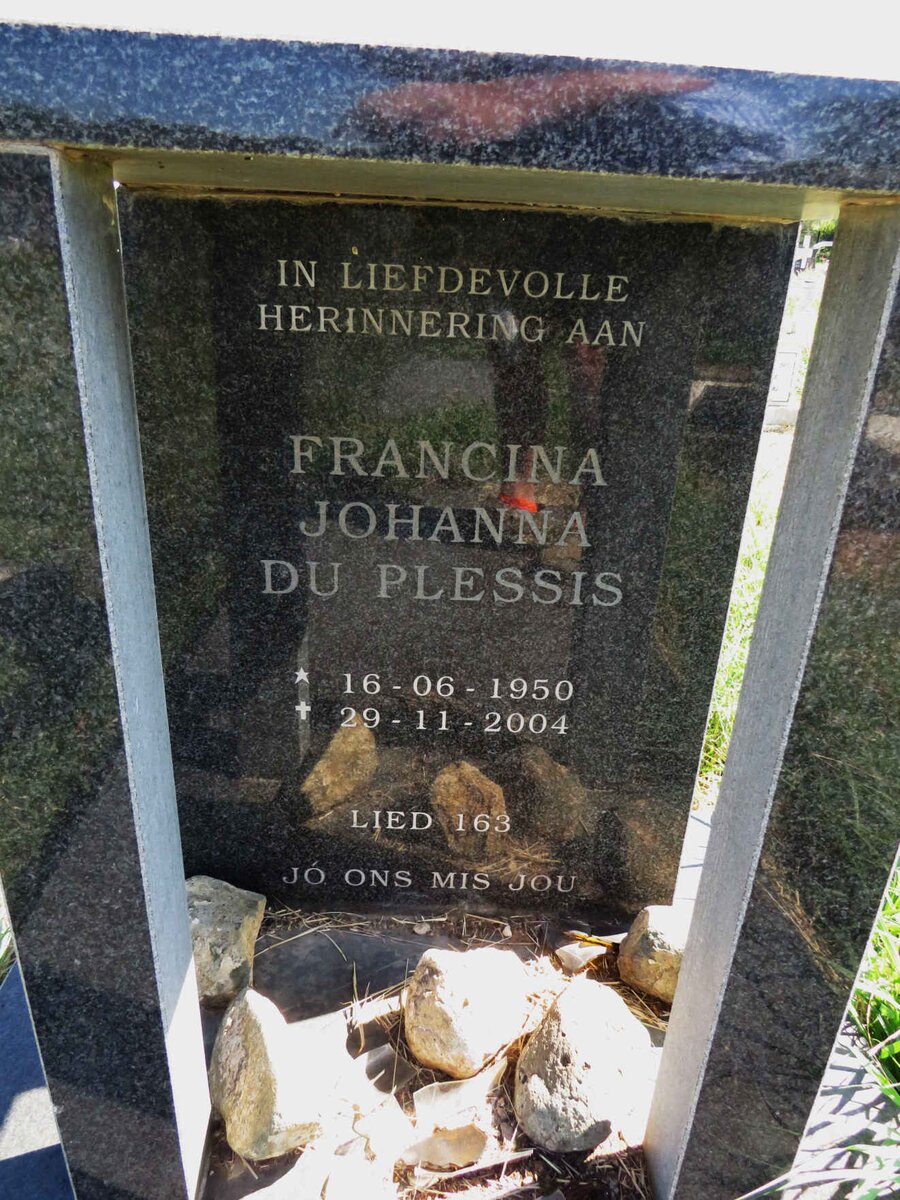 IN LIEFDEVOLLE
HERINNERING AAN
FRANCINA
JOHANNA
DU PLESSIS
★ 16-06-1950
✝ 29-11-2004
LIED 163
JÓ ONS MIS JOU